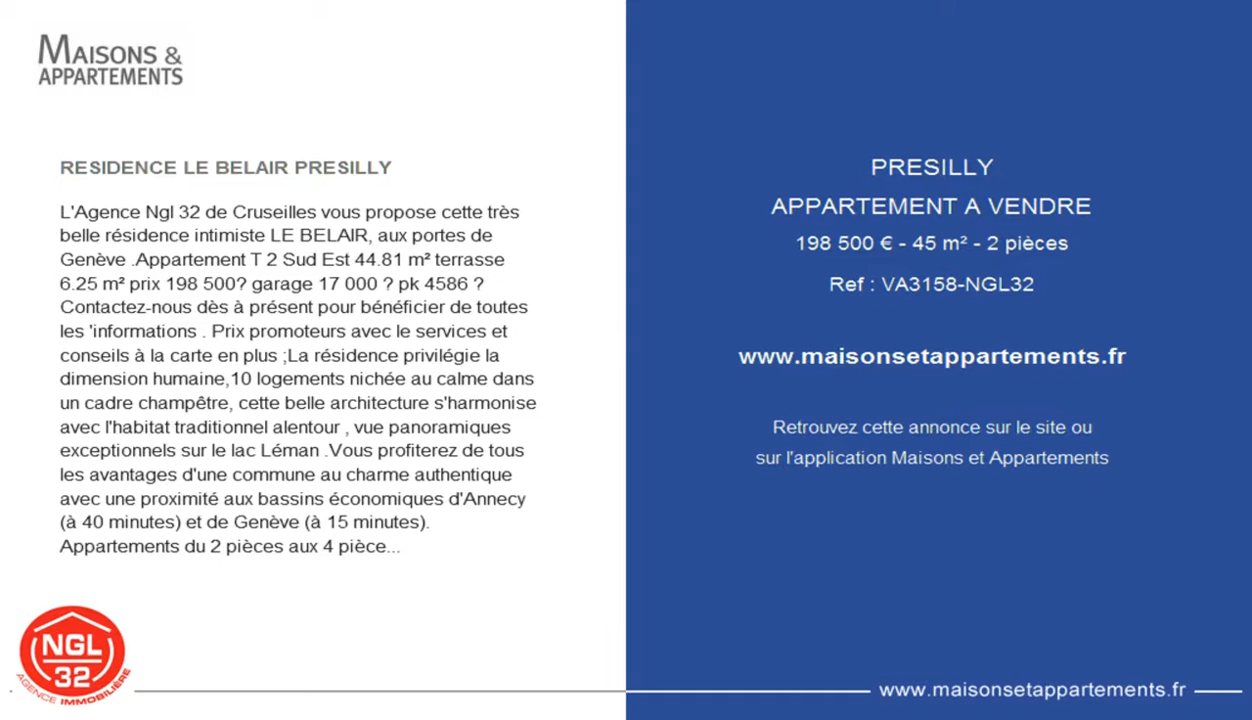 MAISONS &
APPARTEMENTS
RESIDENCE LE BELAIR PRESILLY
L'Agence Ngl 32 de Cruseilles vous propose cette très
belle résidence intimiste LE BELAIR, aux portes de
Genève .Appartement T 2 Sud Est 44.81 m² terrasse
6.25 m² prix 198 500? garage 17 000 ? pk 4586 ?
Contactez-nous dès à présent pour bénéficier de toutes
les 'informations . Prix promoteurs avec le services et
conseils à la carte en plus ;La résidence privilégie la
dimension humaine,10 logements nichée au calme dans
un cadre champêtre, cette belle architecture s'harmonise
avec l'habitat traditionnel alentour , vue panoramiques
exceptionnels sur le lac Léman .Vous profiterez de tous
les avantages d'une commune au charme authentique
avec une proximité aux bassins économiques d'Annecy
(à 40 minutes) et de Genève (à 15 minutes).
Appartements du 2 pièces aux 4 pièce...
NGL
32
AGENCE IMMOBILIÈRE
PRESILLY
APPARTEMENT A VENDRE
198 500 € - 45 m² - 2 pièces
Ref : VA3158-NGL32
www.maisonsetappartements.fr
Retrouvez cette annonce sur le site ou
sur l'application Maisons et Appartements
www.maisonsetappartements.fr